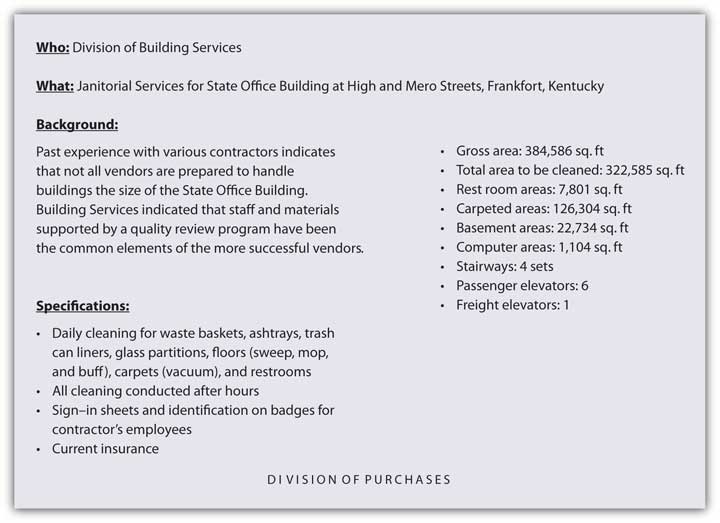 Who: Division of Building Services
What: Janitorial Services for State Office Building at High and Mero Streets, Frankfort, Kentucky
Background:
Past experience with various contractors indicates
that not all vendors are prepared to handle
buildings the size of the State Office Building.
Building Services indicated that staff and materials
supported by a quality review program have been
the common elements of the more successful vendors.
• Gross area: 384,586 sq. ft
• Total area to be cleaned: 322,585 sq. ft
• Rest room areas: 7,801 sq. ft
• Carpeted areas: 126,304 sq. ft
• Basement areas: 22,734 sq. ft
• Computer areas: 1,104 sq. ft
• Stairways: 4 sets
• Passenger elevators: 6
• Freight elevators: 1
Specifications:
• Daily cleaning for waste baskets, ashtrays, trash
can liners, glass partitions, floors (sweep, mop,
and buff), carpets (vacuum), and restrooms
• All cleaning conducted after hours
• Sign–in sheets and identification on badges for
contractor's employees
• Current insurance
DIVISION OF PURCHASES